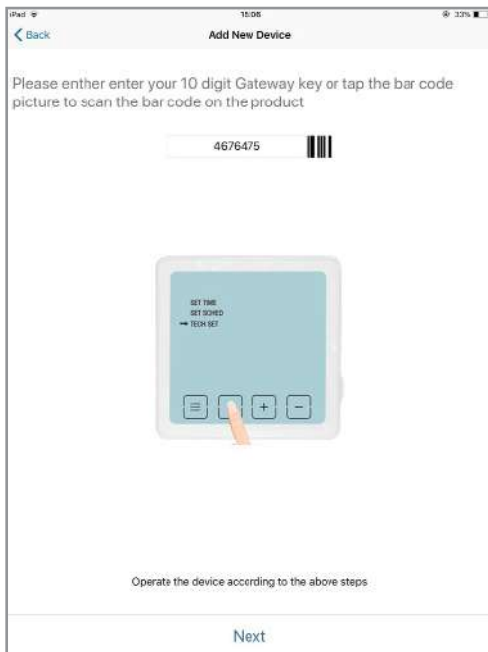 iPad 15:06 33%
Back Add New Device
Please enther enter your 10 digit Gateway key or tap the bar code
picture to scan the bar code on the product
4676475
SET TIME
SET SCHED
TECH SET
Operate the device according to the above steps
Next